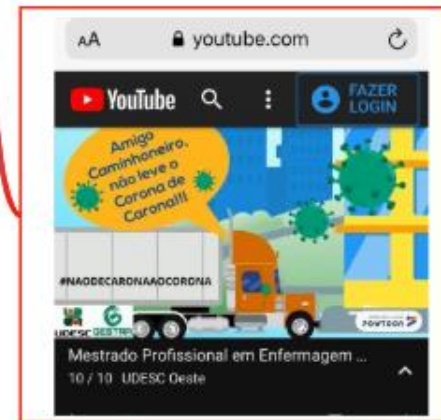 AA youtube.com
YouTube FAZER
LOGIN
Amigo
Caminhoneiro,
não leve o
Corona de
Carona!!!
#NAODECARONAAOCORONA
UDESC GESTRA
POWTOON
Mestrado Profissional em Enfermagem ...
10 / 10 UDESC Oeste